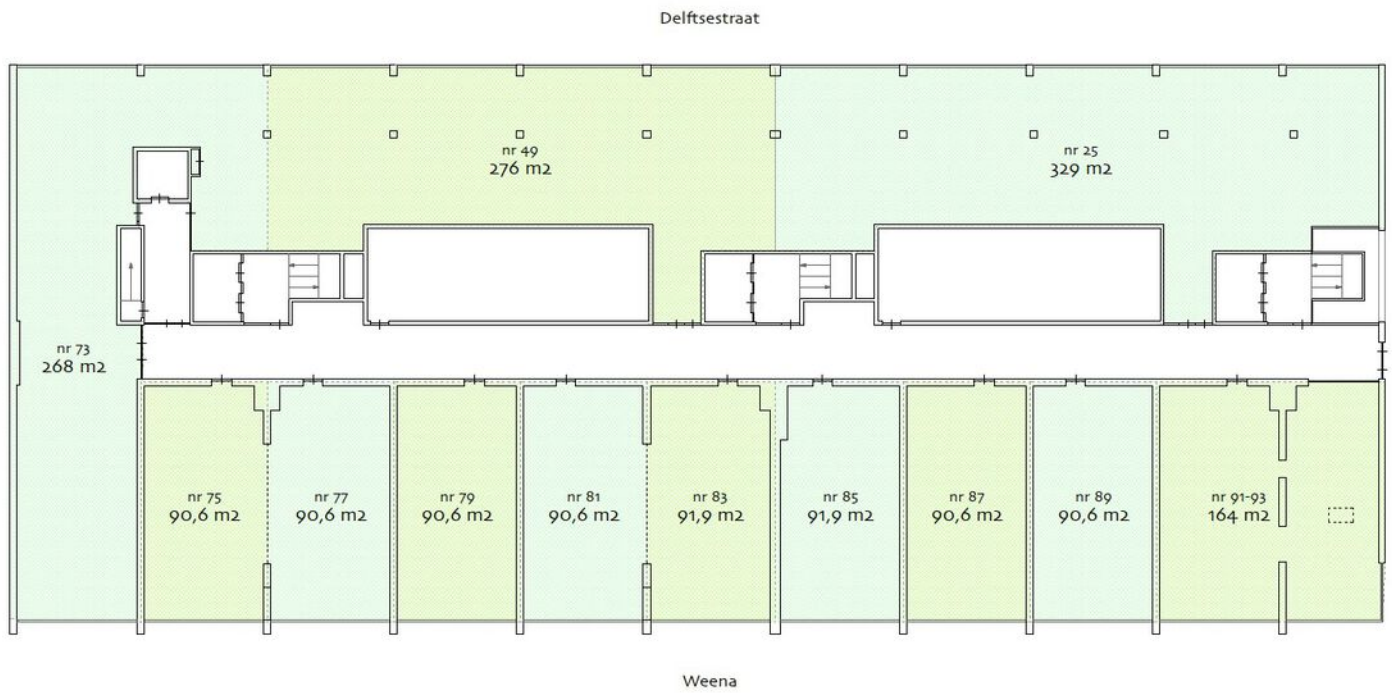 Delftsestraat
nr 49
276 m2
nr 25
329 m2
nr 73
268 m2
nr 75
90,6 m2
nr 77
90,6 m2
nr 79
90,6 m2
nr 81
90,6 m2
nr 83
91,9 m2
nr 85
91,9 m2
nr 87
90,6 m2
nr 89
90,6 m2
nr 91-93
164 m2
Weena